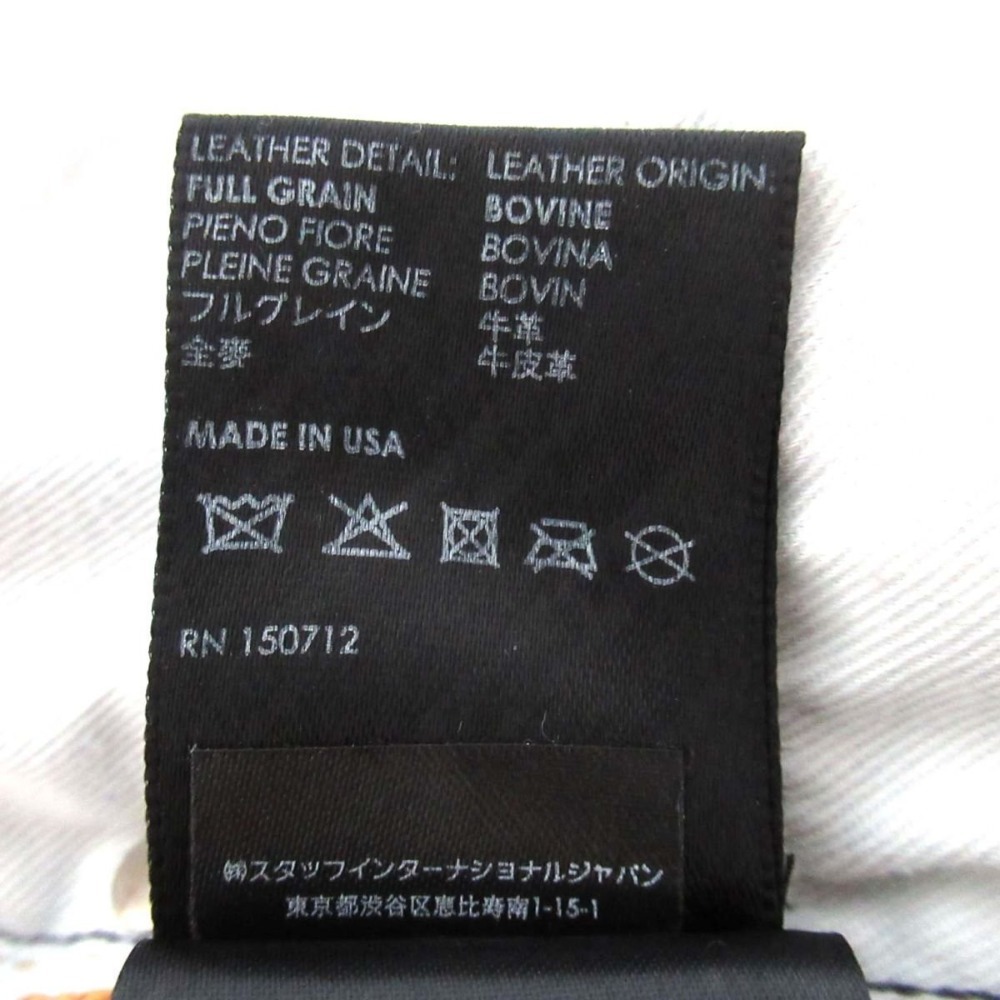 LEATHER DETAIL:
FULL GRAIN
PIENO FIORE
PLEINE GRAINE
フルグレイン
全麥
LEATHER ORIGIN:
BOVINE
BOVINA
BOVIN
牛革
牛皮革
MADE IN USA
RN 150712
㈱スタッフインターナショナルジャパン
東京都渋谷区恵比寿南1-15-1